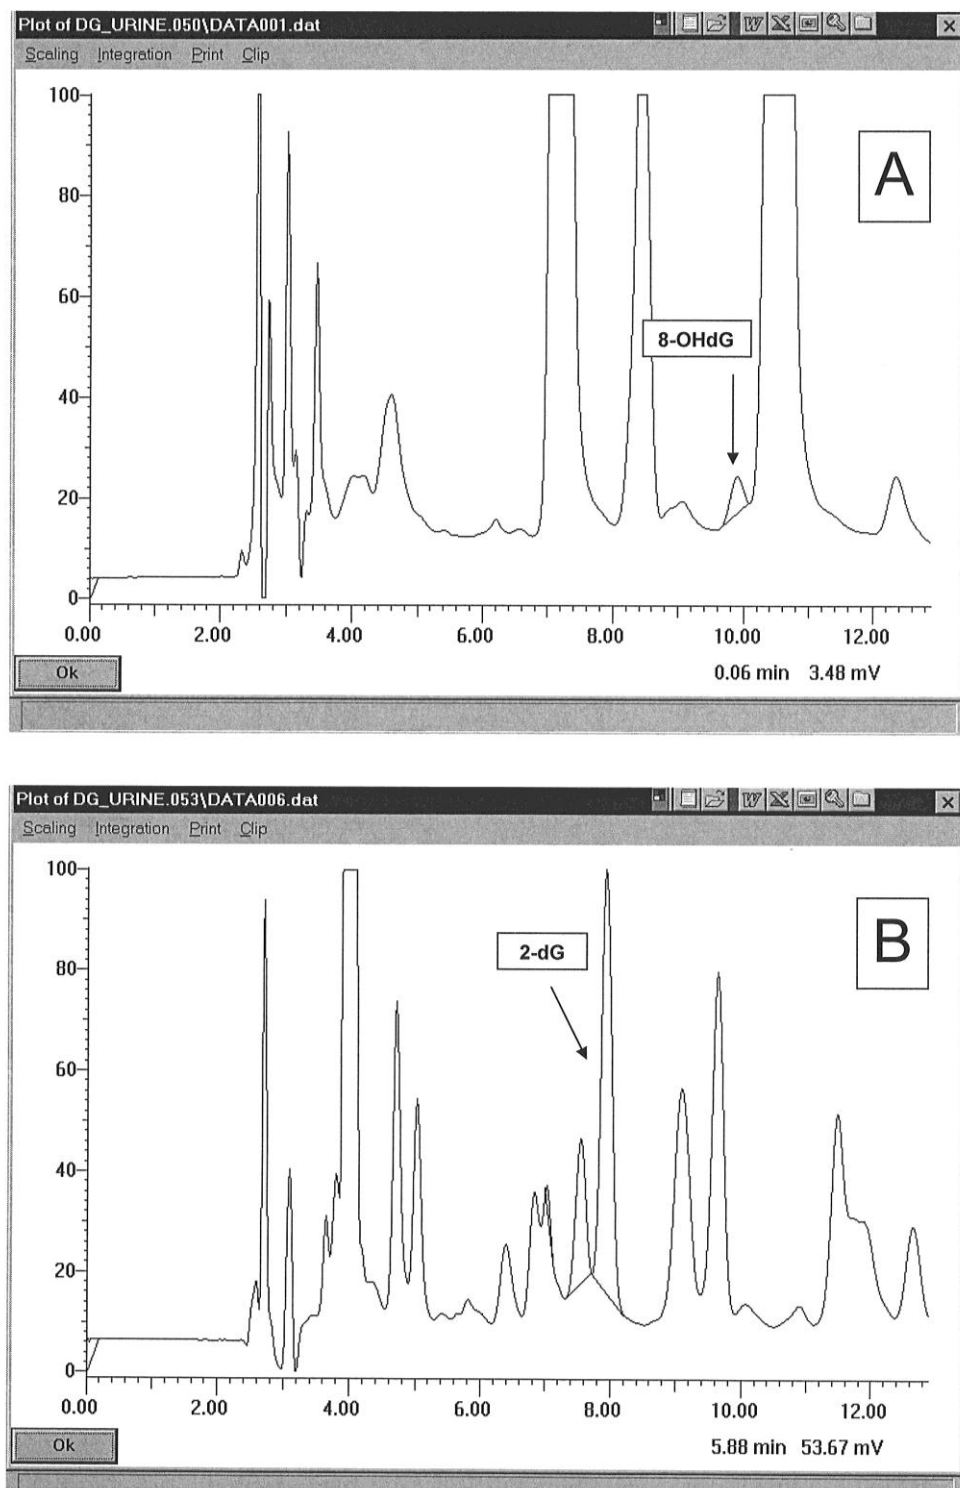 Plot of DG_URINE.050\DATA001.dat
Scaling Integration Print Clip
100
80
60
40
20
0
A
8-OHdG
0.00 2.00 4.00 6.00 8.00 10.00 12.00
Ok
0.06 min 3.48 mV
Plot of DG_URINE.053\DATA006.dat
Scaling Integration Print Clip
100
80
60
40
20
0
B
2-dG
0.00 2.00 4.00 6.00 8.00 10.00 12.00
Ok
5.88 min 53.67 mV